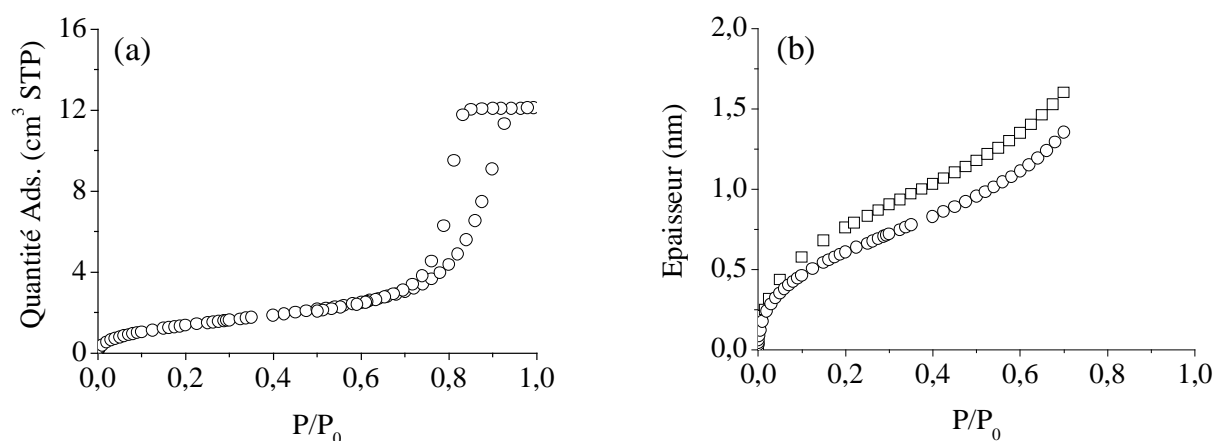 (a)
Quantité Ads. (cm³ STP)
16
12
8
4
0
0,0 0,2 0,4 0,6 0,8 1,0
P/P₀
(b)
Epaisseur (nm)
2,0
1,5
1,0
0,5
0,0
0,0 0,2 0,4 0,6 0,8 1,0
P/P₀